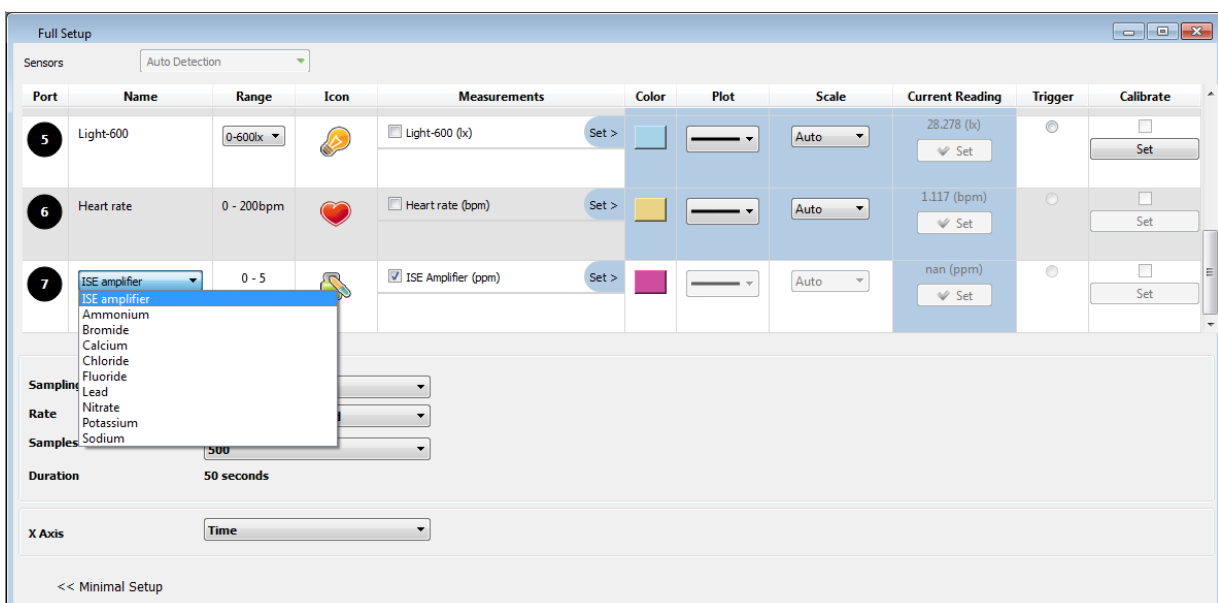 Full Setup
Sensors Auto Detection
Port Name Range Icon Measurements Color Plot Scale Current Reading Trigger Calibrate
5 Light-600 0-600lx Light-600 (lx) Set > Auto 28.278 (lx)
Set Set
6 Heart rate 0 - 200bpm Heart rate (bpm) Set > Auto 1.117 (bpm)
Set Set
7 ISE amplifier 0 - 5 ISE Amplifier (ppm) Set > Auto nan (ppm)
Set Set
ISE amplifier
Ammonium
Bromide
Calcium
Chloride
Fluoride
Lead
Nitrate
Potassium
Sodium
Sampling
Rate
Samples 500
Duration 50 seconds
X Axis Time
<< Minimal Setup